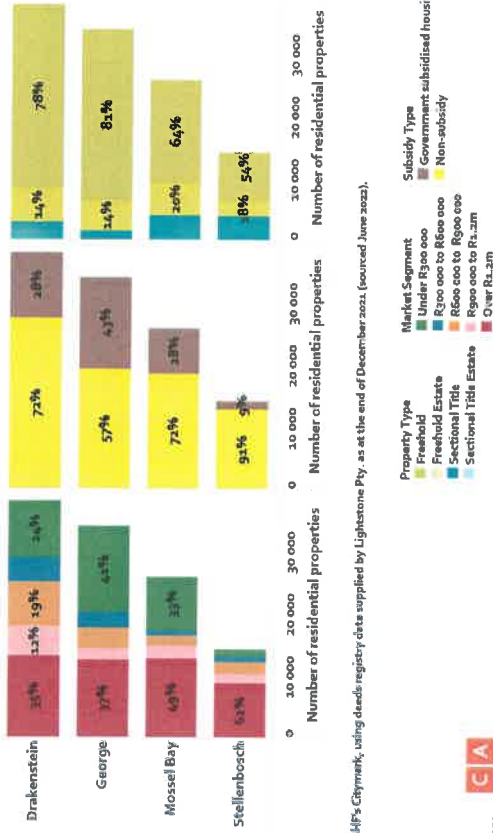 Drakenstein
35%
12%
19%
24%
72%
28%
14%
78%
George
37%
41%
57%
43%
14%
81%
Mossel Bay
49%
33%
72%
28%
20%
64%
Stellenbosch
61%
91%
9%
18%
54%
0 10 000 20 000 30 000
Number of residential properties
0 10 000 20 000 30 000
Number of residential properties
0 10 000 20 000 30 000
Number of residential properties
HF's Citymark, using deeds registry data supplied by Lightstone Pty. as at the end of December 2021 (sourced June 2022).
Property Type
Freehold
Freehold Estate
Sectional Title
Sectional Title Estate
Market Segment
Under R300 000
R300 000 to R600 000
R600 000 to R900 000
R900 000 to R1.2m
Over R1.2m
Subsidy Type
Government subsidised housi
Non-subsidy
C A